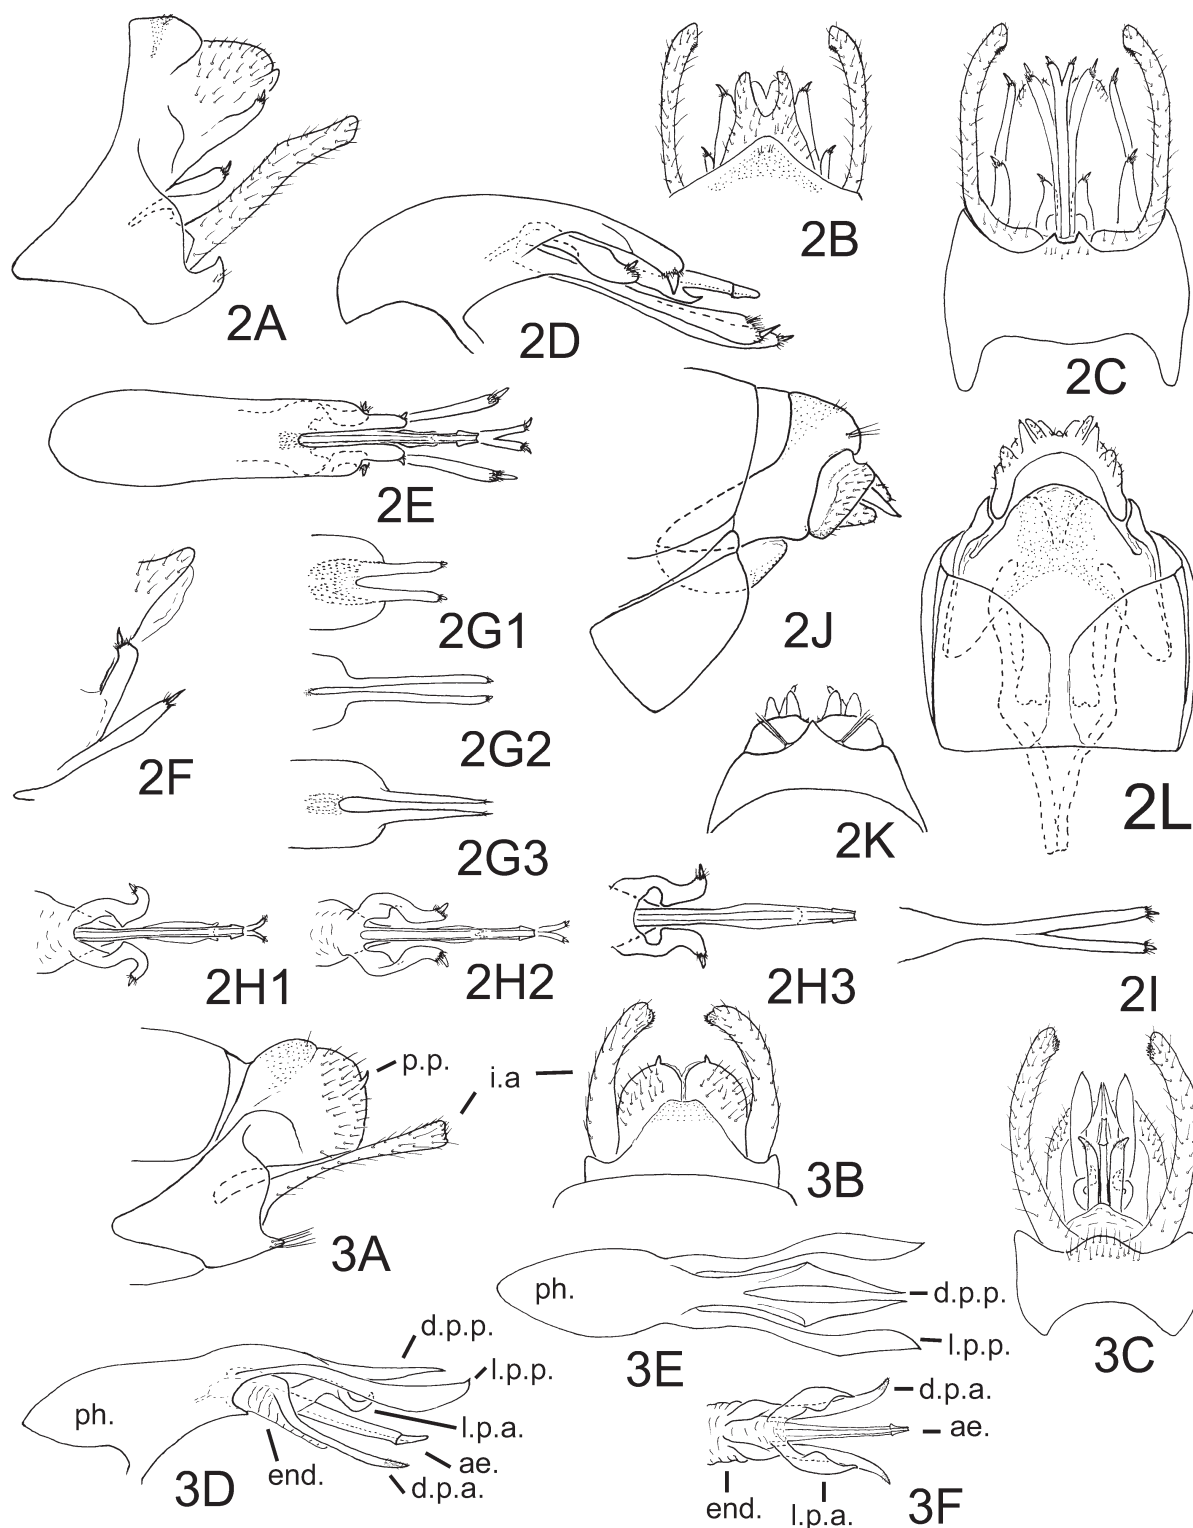 2A
2B
2C
2D
2E
2F
2G1
2G2
2G3
2J
2K
2L
2H1
2H2
2H3
2I
p.p.
i.a
3A
3B
3C
ph.
d.p.p.
l.p.p.
3E
d.p.p.
l.p.p.
ph.
l.p.a.
ae.
end.
d.p.a.
3D
d.p.a.
ae.
end.
l.p.a.
3F